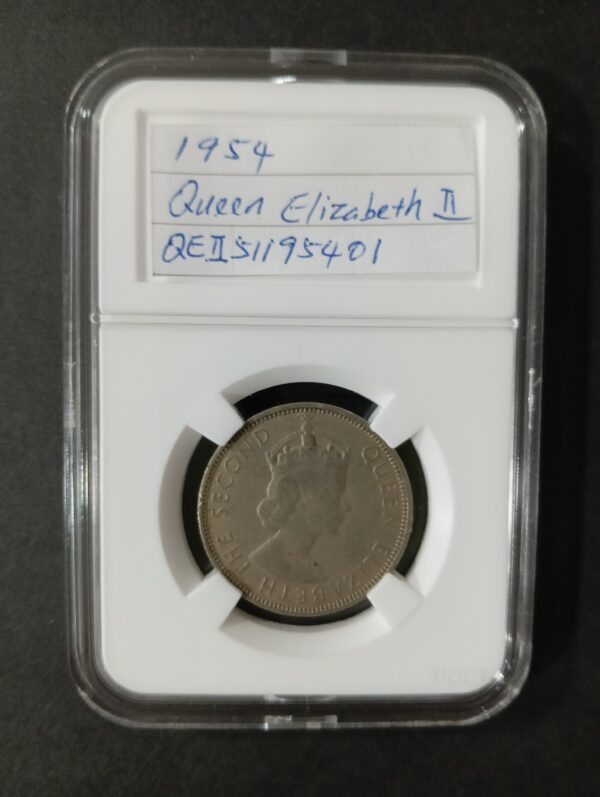 1954
Queen Elizabeth II
QEII51195401
QUEEN ELIZABETH THE SECOND